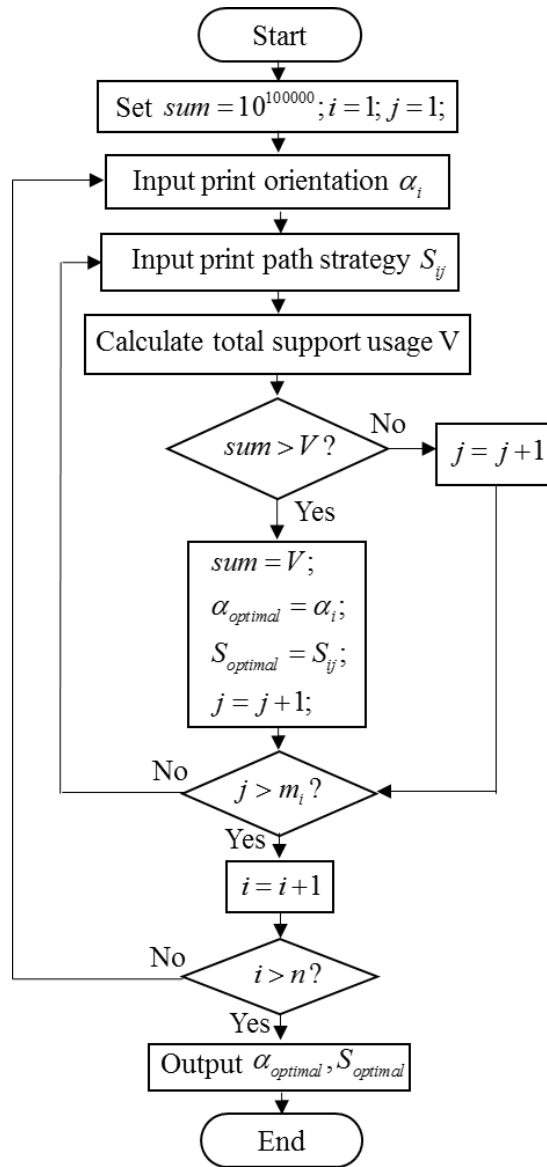 Start
Set sum = 10^100000; i = 1; j = 1;
Input print orientation α_i
Input print path strategy S_ij
Calculate total support usage V
sum > V ?
No
j = j + 1
Yes
sum = V;
α_optimal = α_i;
S_optimal = S_ij;
j = j + 1;
No
j > m_i ?
Yes
i = i + 1
No
i > n ?
Yes
Output α_optimal, S_optimal
End